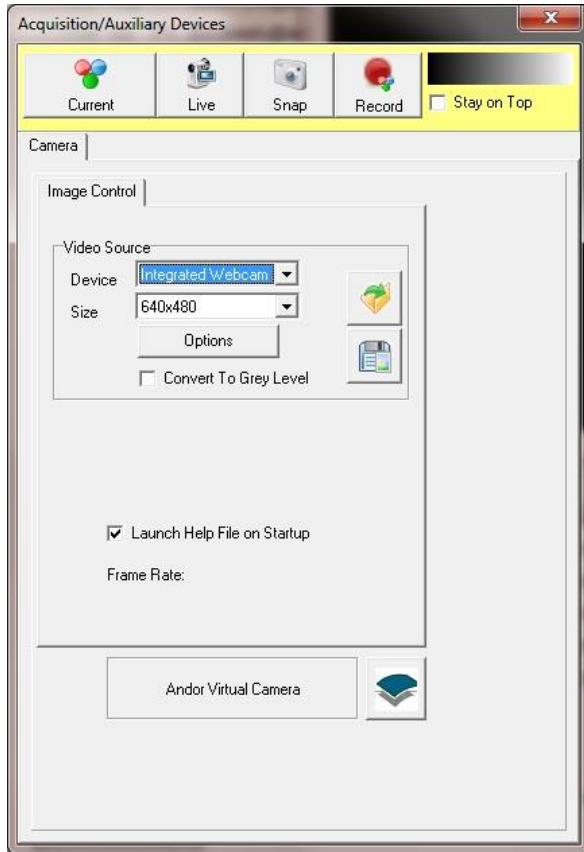 Acquisition/Auxiliary Devices
Current
Live
Snap
Record
Stay on Top
Camera
Image Control
Video Source
Device
Integrated Webcam
Size
640x480
Options
Convert To Grey Level
Launch Help File on Startup
Frame Rate:
Andor Virtual Camera